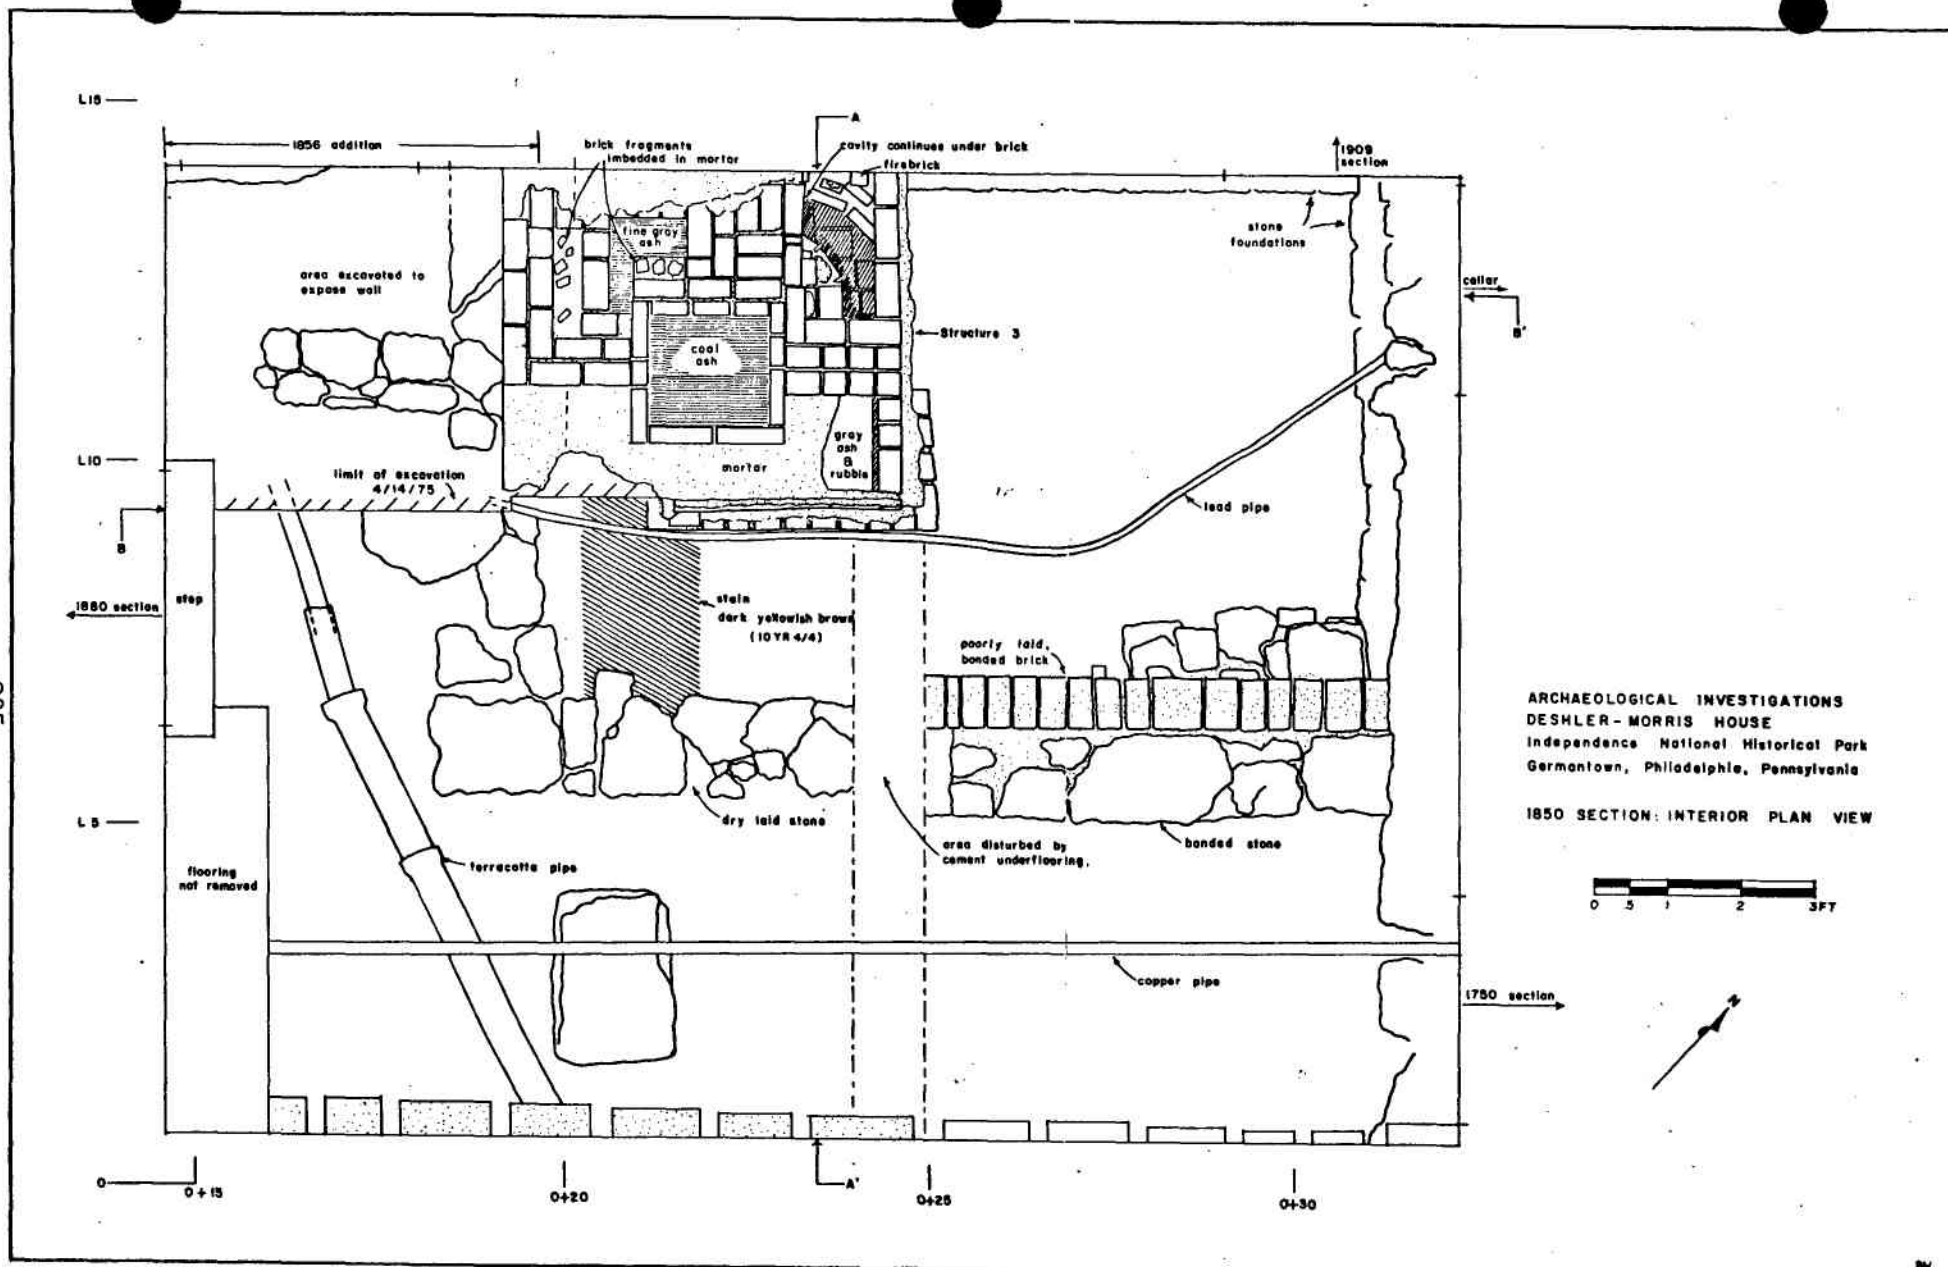 L15
A
1856 addition
brick fragments
imbedded in mortar
cavity continues under brick
firebrick
1909
section
fine gray
ash
stone
foundations
area excavated to
expose wall
cellar
B'
Structure 3
coal
ash
gray
ash
&
rubble
mortar
L10
limit of excavation
4/14/75
lead pipe
B
1880 section
step
stain
dark yellowish brown
(10 YR 4/4)
poorly laid,
bonded brick
ARCHAEOLOGICAL INVESTIGATIONS
DESHLER-MORRIS HOUSE
Independence National Historical Park
Germantown, Philadelphia, Pennsylvania
1850 SECTION: INTERIOR PLAN VIEW
L5
dry laid stone
area disturbed by
cement underflooring.
bonded stone
flooring
not removed
terracotta pipe
0 .5 1 2 3FT
copper pipe
1750 section
N
0
0+15
0+20
A'
0+25
0+30